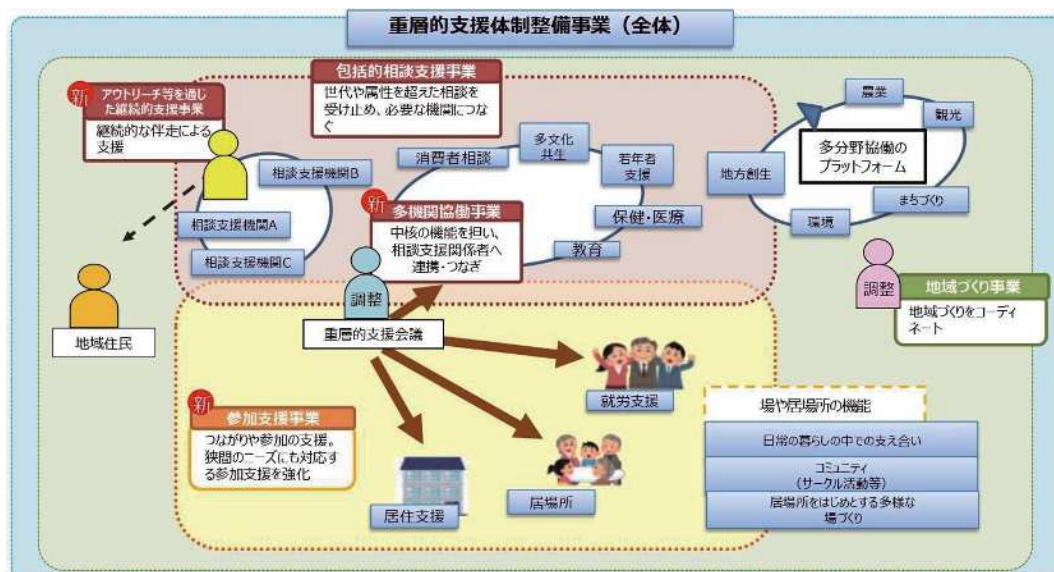 重層的支援体制整備事業（全体）
新
アウトリーチ等を通じ
た継続的支援事業
継続的な伴走による
支援
包括的相談支援事業
世代や属性を超えた相談を
受け止め、必要な機関につな
ぐ
相談支援機関B
相談支援機関A
相談支援機関C
消費者相談
多文化
共生
若年者
支援
保健・医療
教育
新
多機関協働事業
中核の機能を担い、
相談支援関係者へ
連携・つなぎ
農業
観光
多分野協働の
プラットフォーム
地方創生
まちづくり
環境
地域住民
調整
重層的支援会議
調整
地域づくり事業
地域づくりをコーディ
ネート
新
参加支援事業
つながりや参加の支援。
狭間のニーズにも対応す
る参加支援を強化
就労支援
居場所
居住支援
場や居場所の機能
日常の暮らしの中での支え合い
コミュニティ
（サークル活動等）
居場所をはじめとする多様な
場づくり